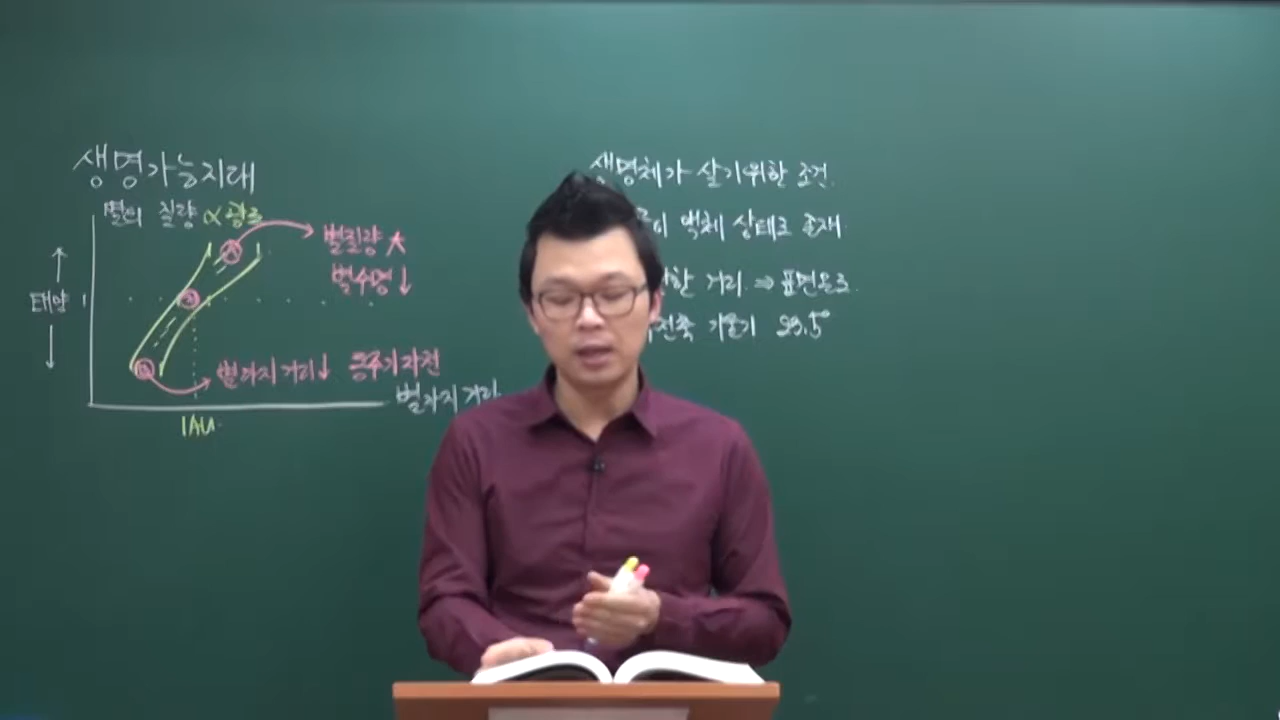 생명가능지대
별의 질량 ∝ 광도
별질량 大
별수명↓
태양 1
별까지 거리↓ 동주기자전
별까지 거리
1AU
생명체가 살기위한 조건.
액체 상태로 존재
거리 ⇒ 표면온도.
자전축 기울기 23.5°